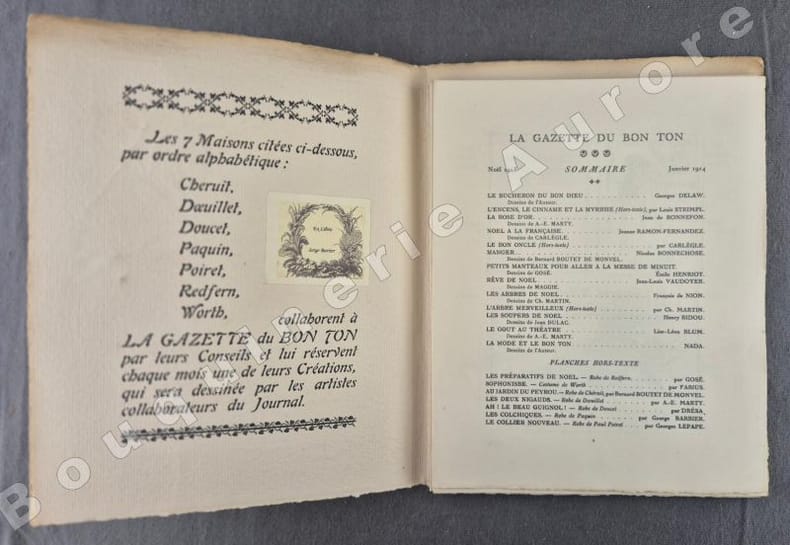 Les 7 Maisons citées ci-dessous,
par ordre alphabétique :
Cheruit,
Dœuillet,
Doucet,
Paquin,
Poiret,
Redfern,
Worth,
collaborent à
LA GAZETTE du BON TON
par leurs Conseils et lui réservent
chaque mois une de leurs Créations,
qui sera dessinée par les artistes
collaborateurs du Journal.
Ex Libris
Serge
LA GAZETTE DU BON TON
Noël SOMMAIRE Janvier 1914
LE BUCHERON DU BON DIEU Georges DELAW.
Dessins de l'Auteur.
L'ENCENS, LE CINNAME ET LA MYRRHE (Hors-texte), par Louis STRIMPL.
LA ROSE D'OR. Jean de BONNEFON.
Dessins de A.-E. MARTY.
NOEL A LA FRANÇAISE. Jeanne RAMON-FERNANDEZ.
Dessins de CARLÈGLE.
LE BON ONCLE (Hors-texte) par CARLÈGLE.
MANGER Nicolas BONNECHOSE.
Dessins de Bernard BOUTET DE MONVEL.
PETITS MANTEAUX POUR ALLER A LA MESSE DE MINUIT.
Dessins de GOSÉ. Émile HENRIOT.
RÊVE DE NOEL Jean-Louis VAUDOYER.
Dessins de MAGGIE.
LES ARBRES DE NOEL François de NION.
Dessins de CH. MARTIN.
L'ARBRE MERVEILLEUX (Hors-texte) par CH. MARTIN.
LES SOUPERS DE NOEL Henry BIDOU.
Dessins de Jean DULAC.
LE GOUT AU THÉATRE Lise-Léon BLUM.
Dessins de A.-E. MARTY.
LA MODE ET LE BON TON NADA.
Dessins de l'Auteur.
PLANCHES HORS-TEXTE
LES PRÉPARATIFS DE NOEL. — Robe de Redfern. par GOSÉ.
SOPHONISBE. — Costume de Worth par FABIUS.
AU JARDIN DU PEYROU. — Robe de Chéruit, par Bernard BOUTET DE MONVEL.
LES DEUX NIGAUDS. — Robe de Dœuillet par A.-E. MARTY.
AH ! LE BEAU GUIGNOL ! — Robe de Doucet par DRÉSA.
LES COLCHIQUES. — Robe de Paquin par George BARBIER.
LE COLLIER NOUVEAU. — Robe de Paul Poiret par Georges LEPAPE.
Bouquinerie Aurore